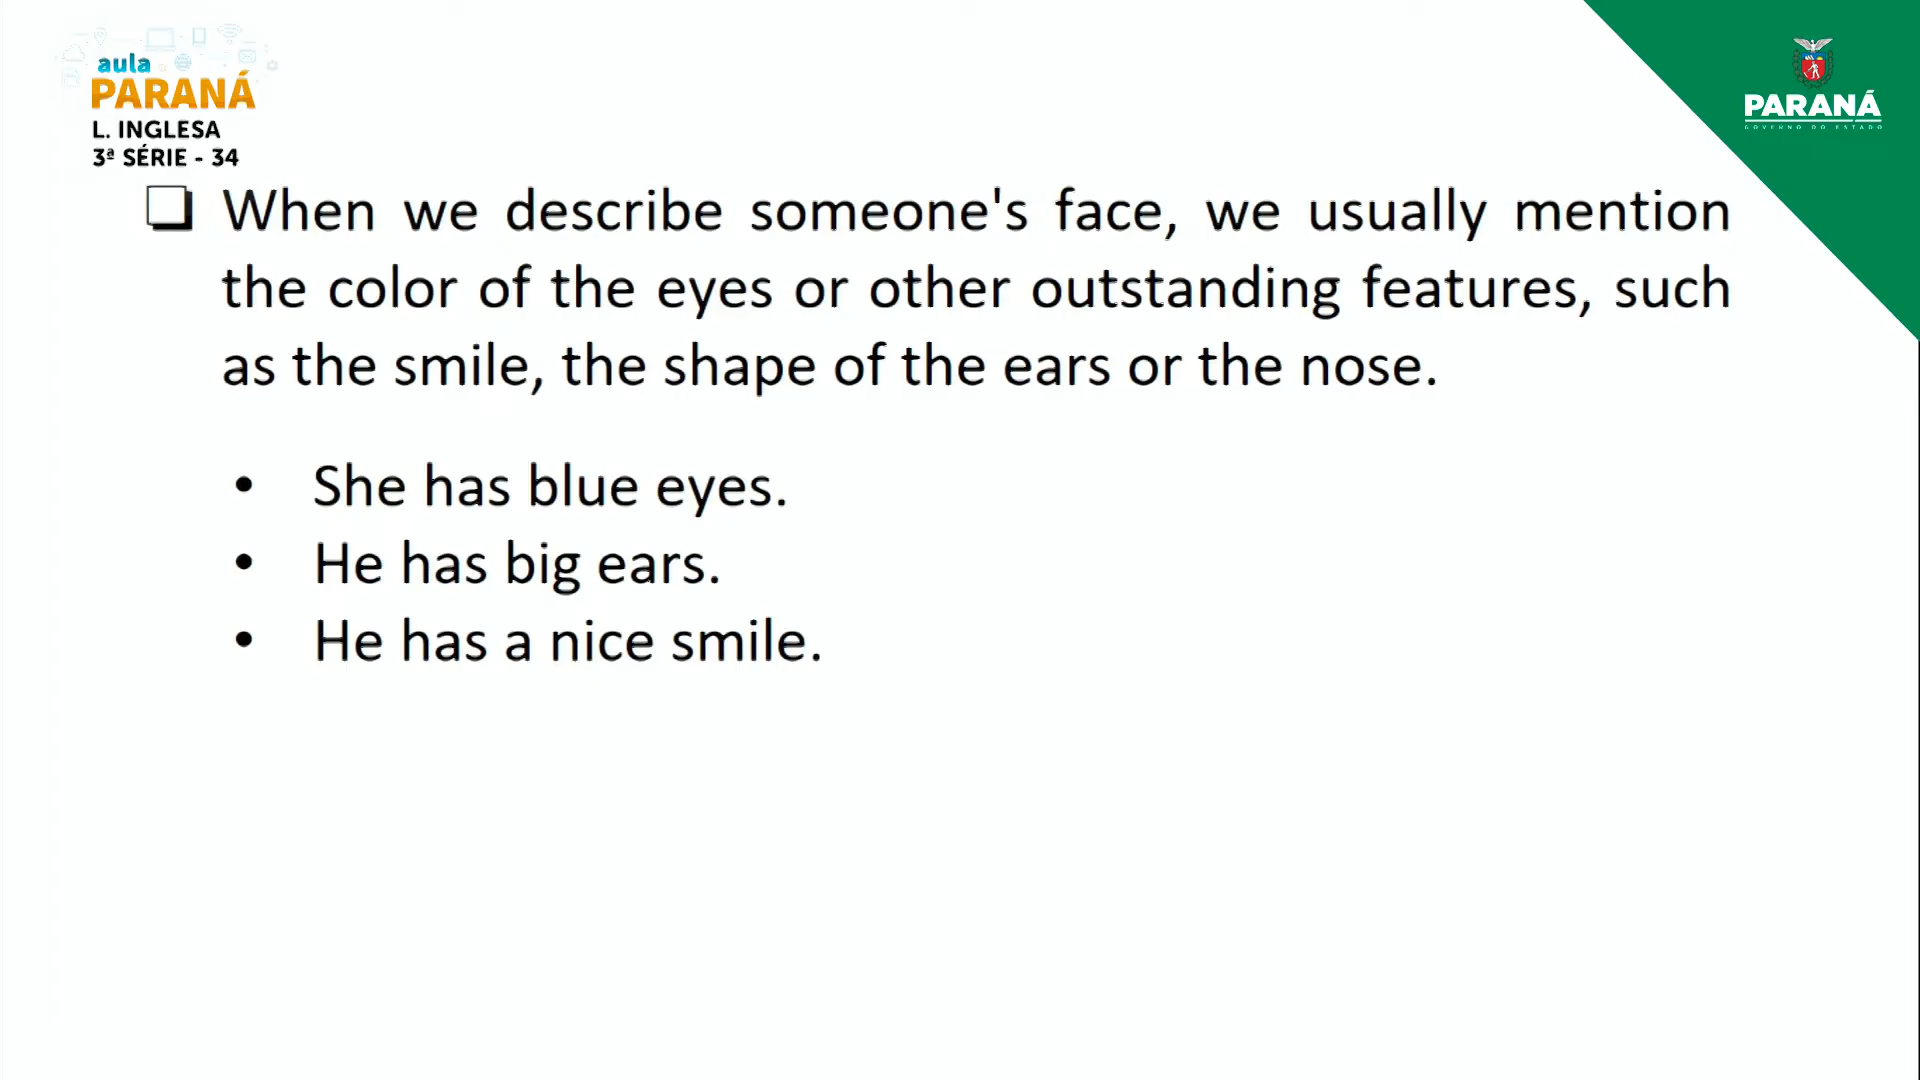 aula
PARANÁ
L. INGLESA
3ª SÉRIE - 34
PARANÁ
GOVERNO DO ESTADO
When we describe someone's face, we usually mention
the color of the eyes or other outstanding features, such
as the smile, the shape of the ears or the nose.
• She has blue eyes.
• He has big ears.
• He has a nice smile.